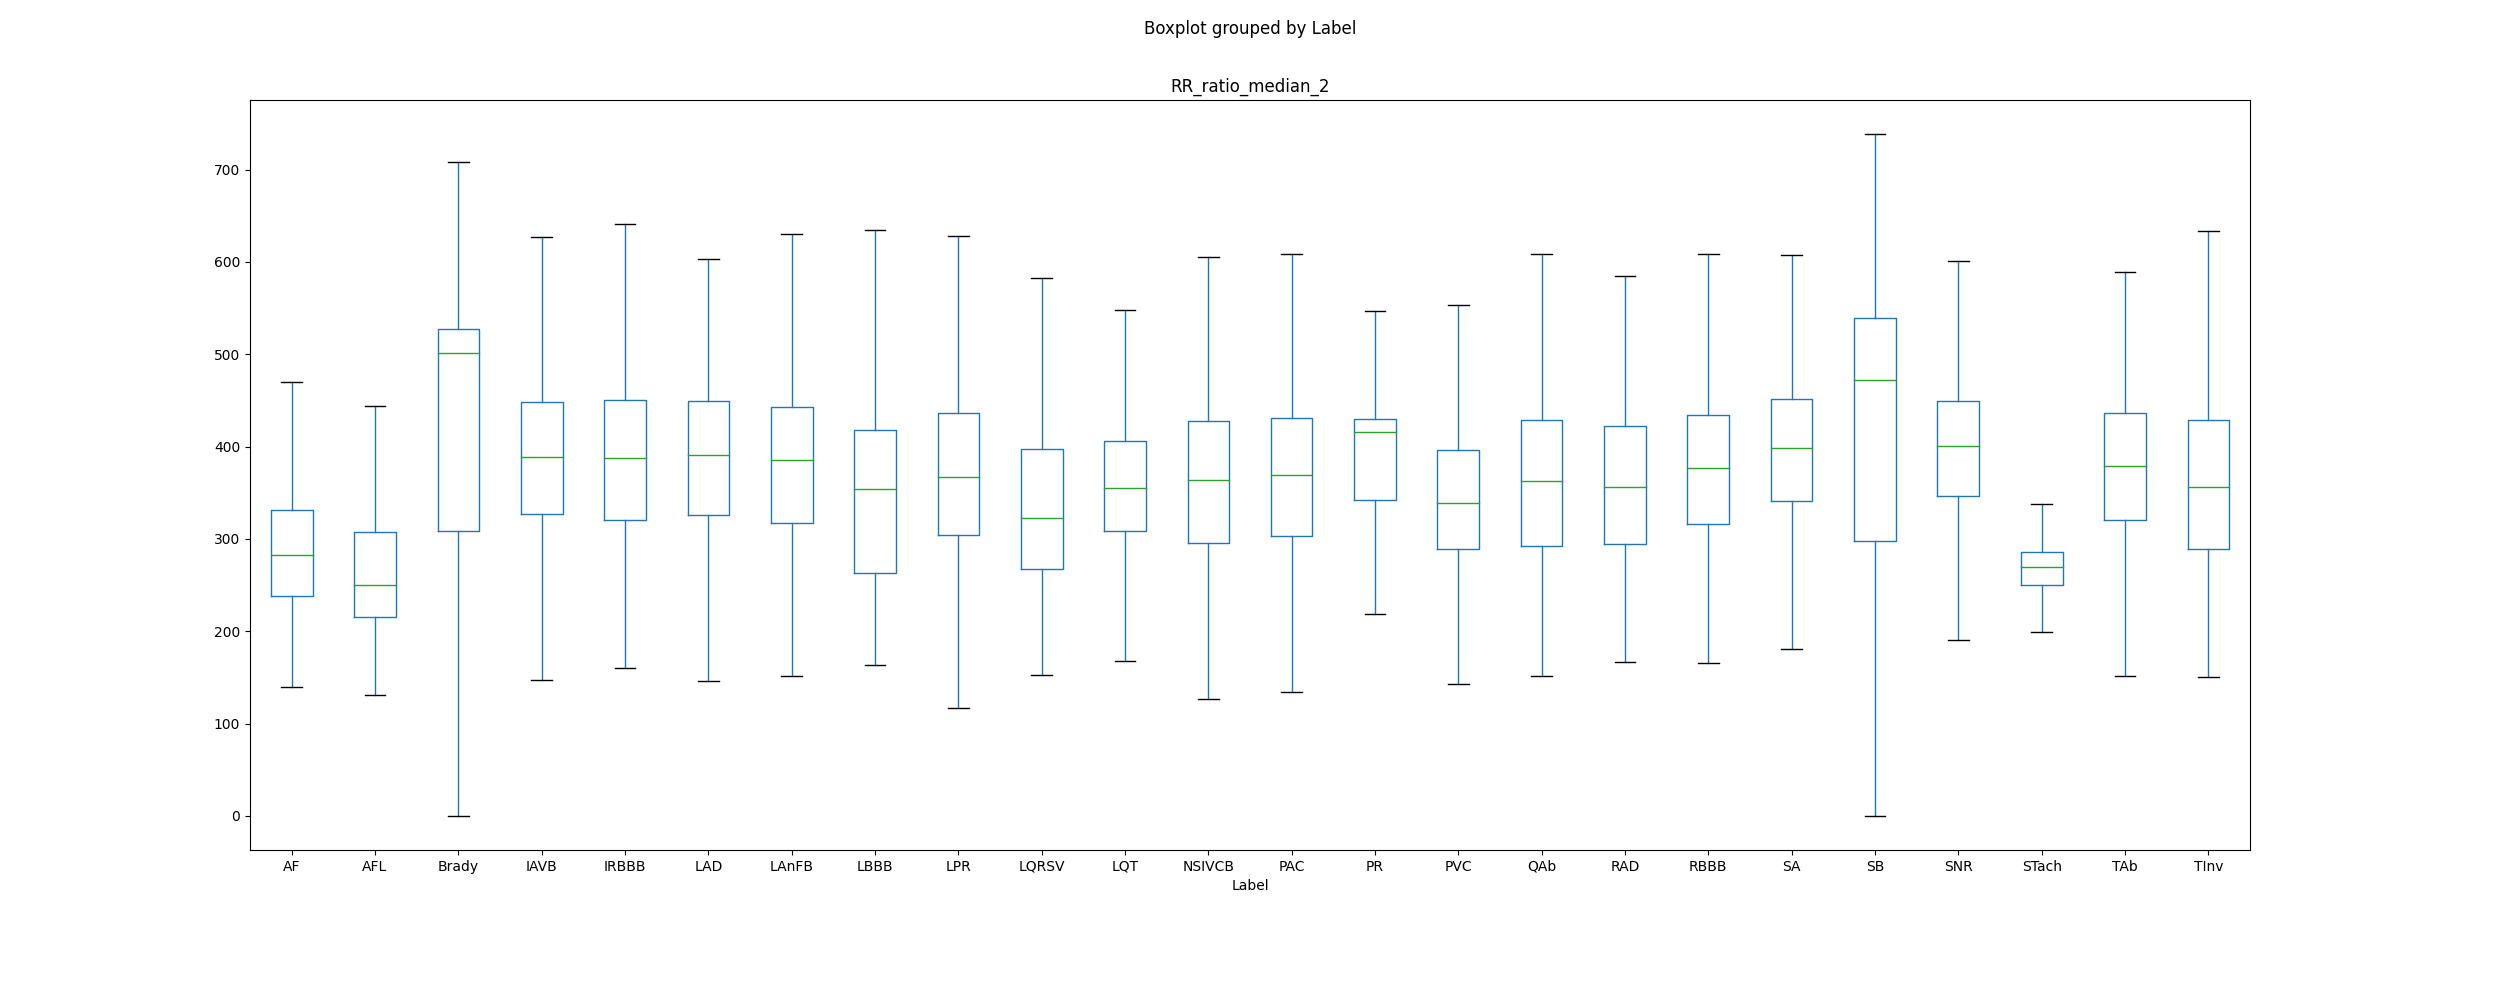 Boxplot grouped by Label
RR_ratio_median_2
700
600
500
400
300
200
100
0
AF AFL Brady IAVB IRBBB LAD LAnFB LBBB LPR LQRSV LQT NSIVCB PAC PR PVC QAb RAD RBBB SA SB SNR STach TAb TInv
Label